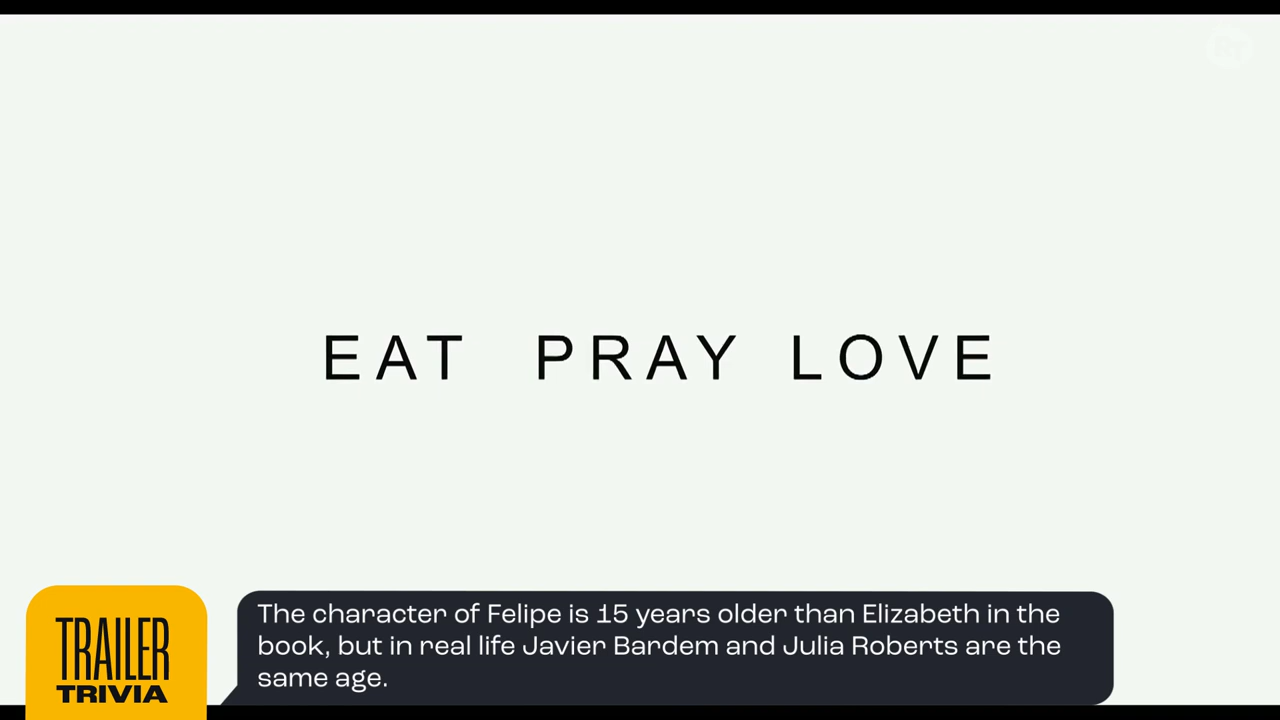 EAT PRAY LOVE
The character of Felipe is 15 years older than Elizabeth in the
book, but in real life Javier Bardem and Julia Roberts are the
same age.
TRAILER
TRIVIA